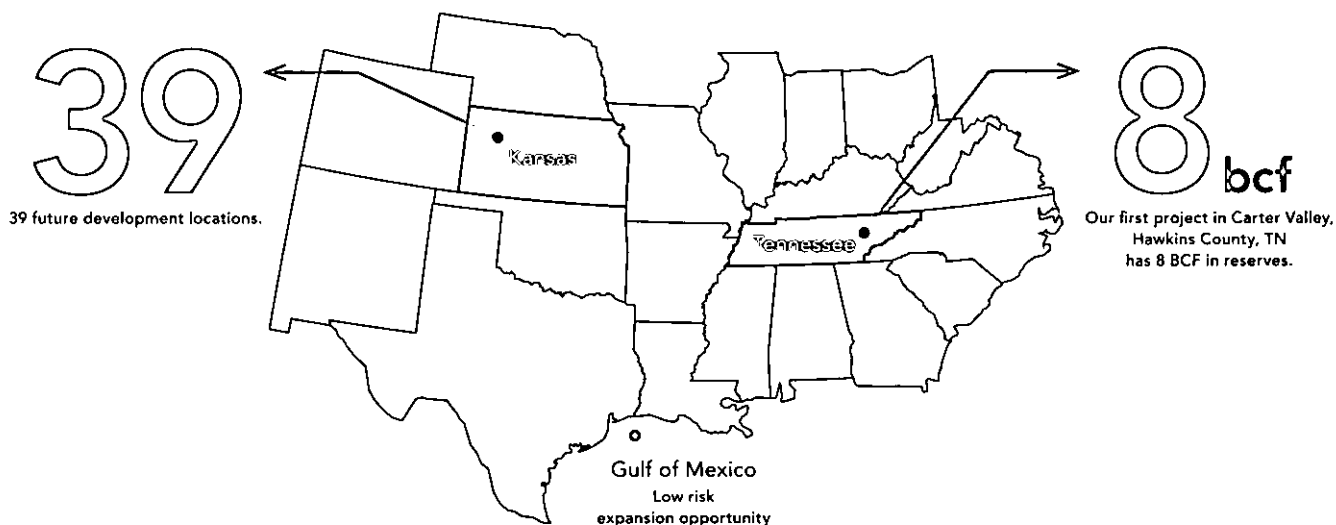 39
39 future development locations.
Kansas
Tennessee
8 bcf
Our first project in Carter Valley,
Hawkins County, TN
has 8 BCF in reserves.
Gulf of Mexico
Low risk
expansion opportunity